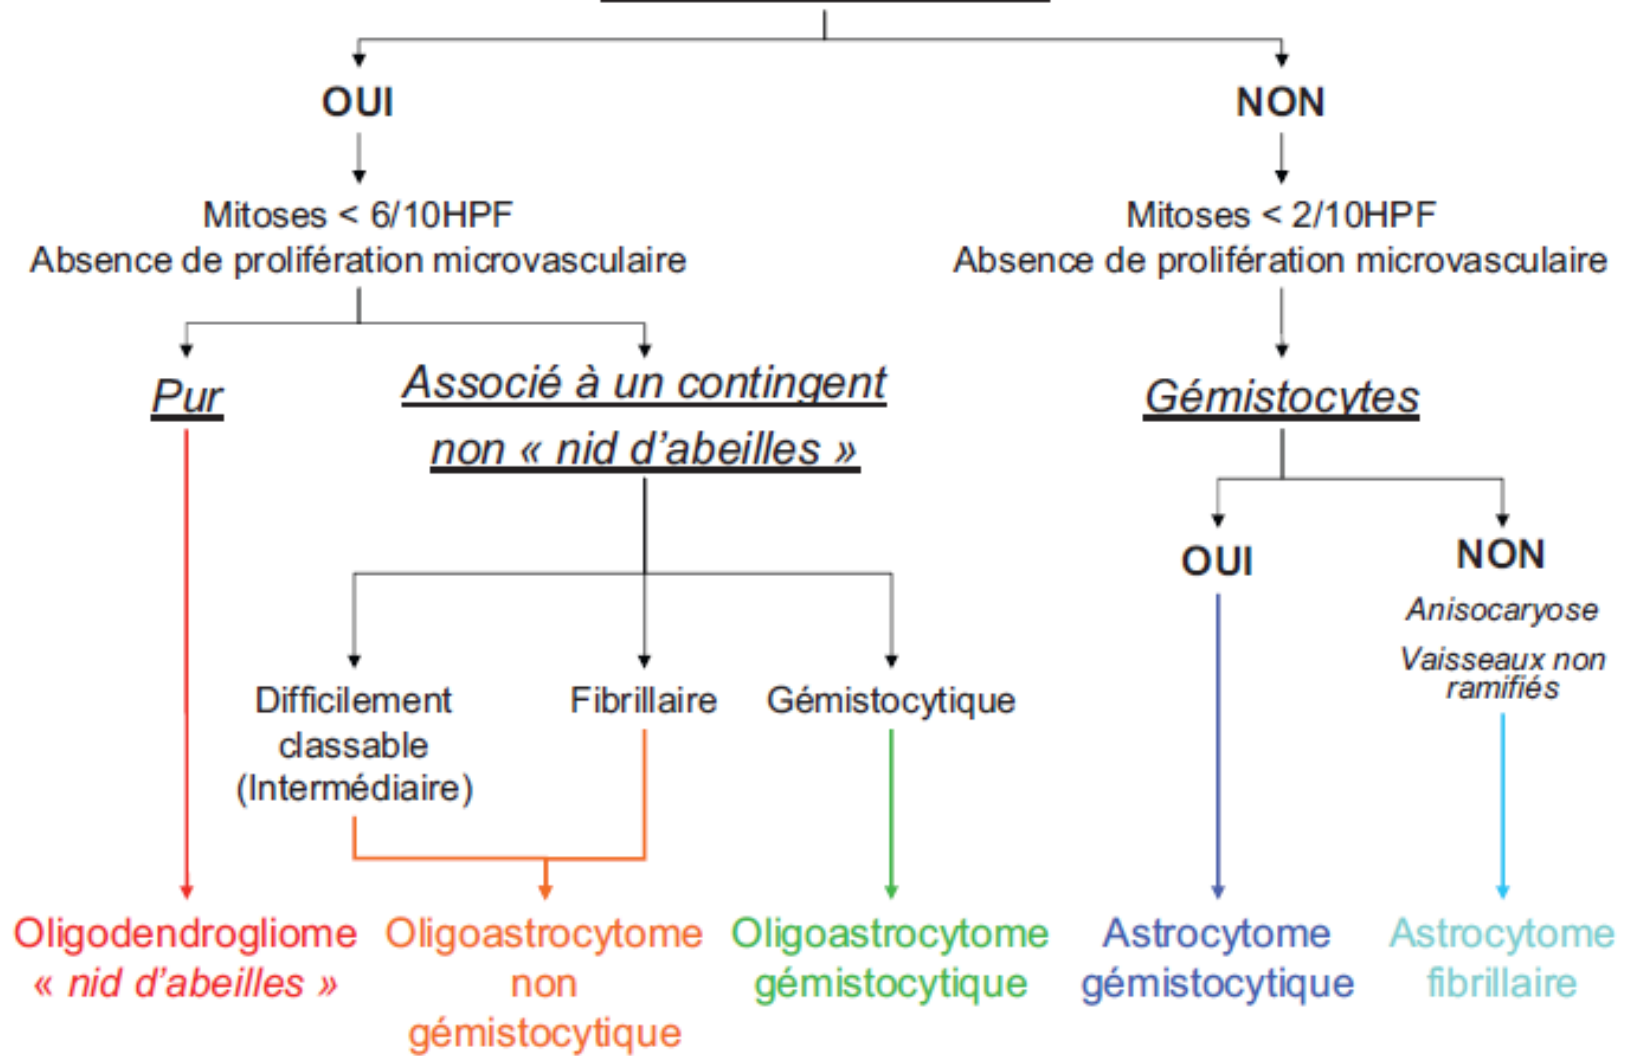 OUI
NON
Mitoses < 6/10HPF
Absence de prolifération microvasculaire
Mitoses < 2/10HPF
Absence de prolifération microvasculaire
Pur
Associé à un contingent
non « nid d’abeilles »
Gémistocytes
OUI
NON
Anisocaryose
Vaisseaux non
ramifiés
Difficilement
classable
(Intermédiaire)
Fibrillaire
Gémistocytique
Oligodendrogliome
« nid d’abeilles »
Oligoastrocytome
non
gémistocytique
Oligoastrocytome
gémistocytique
Astrocytome
gémistocytique
Astrocytome
fibrillaire